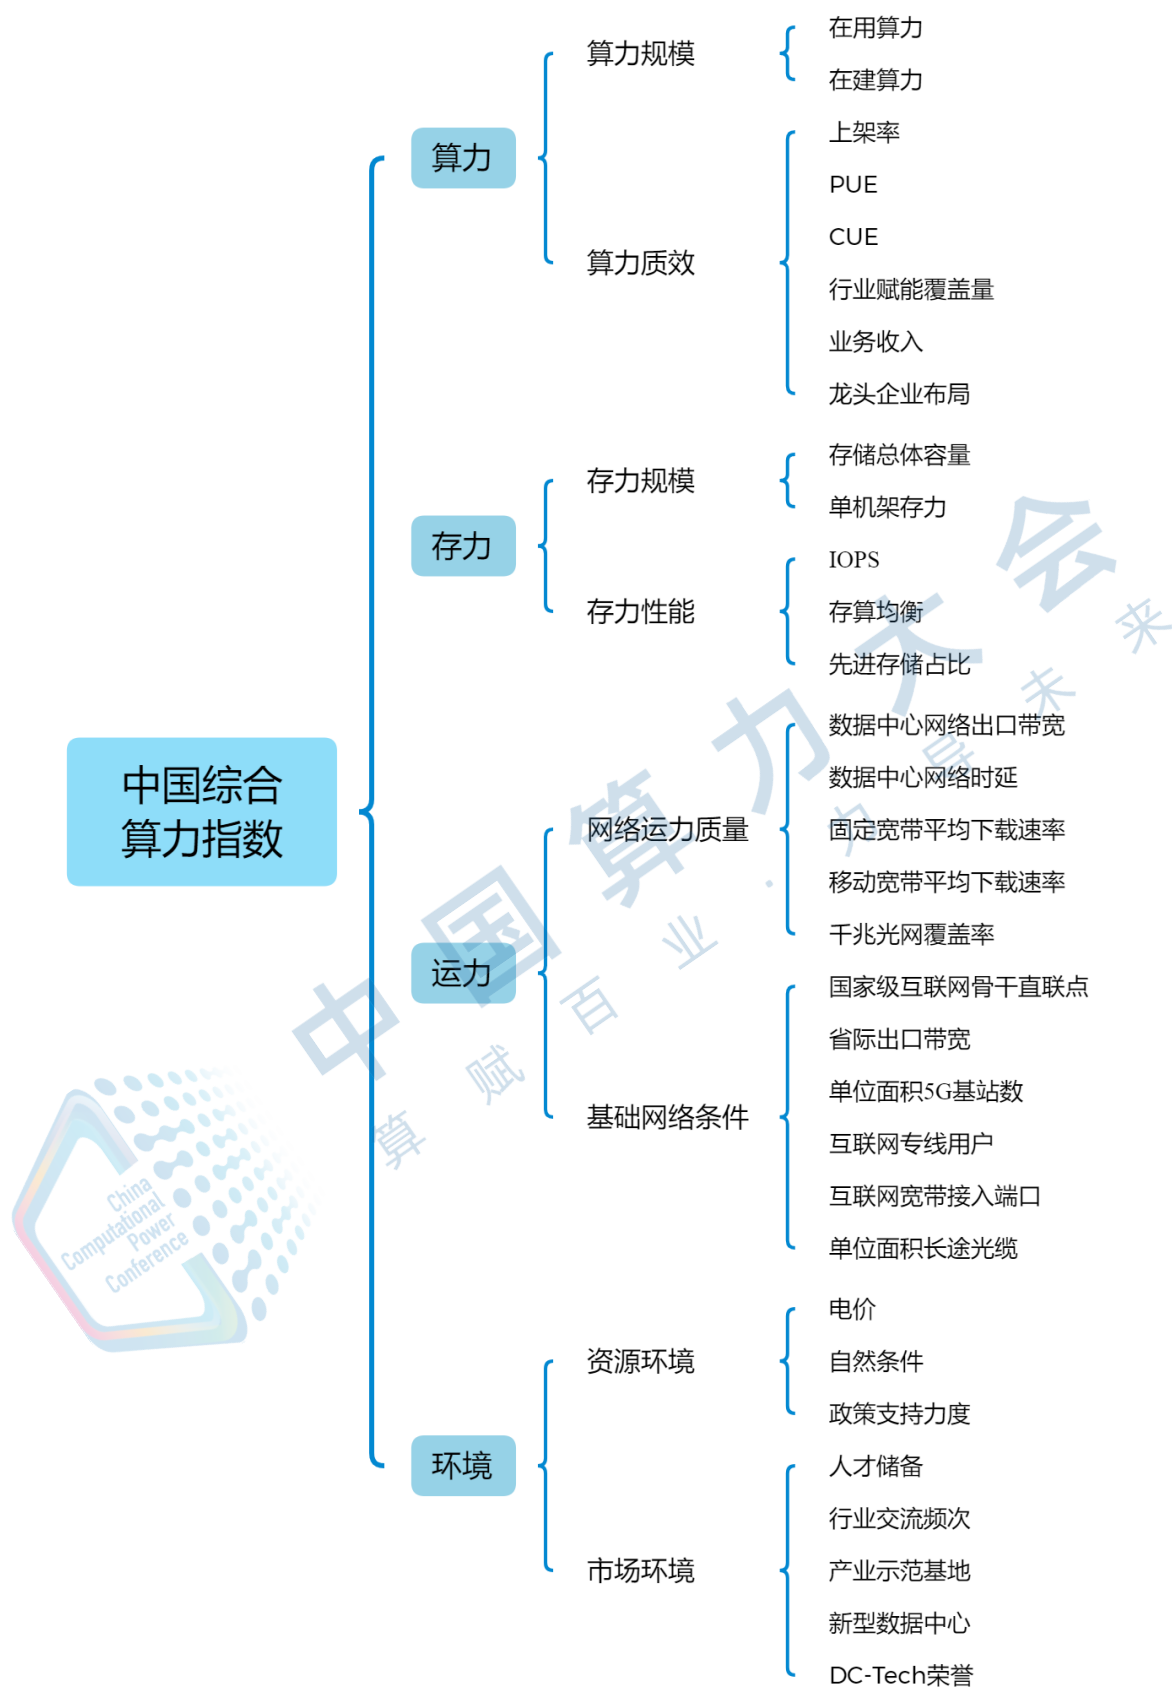 中国综合
算力指数
算力
算力规模
在用算力
在建算力
算力质效
上架率
PUE
CUE
行业赋能覆盖量
业务收入
龙头企业布局
存力
存力规模
存储总体容量
单机架存力
存力性能
IOPS
存算均衡
先进存储占比
运力
网络运力质量
数据中心网络出口带宽
数据中心网络时延
固定宽带平均下载速率
移动宽带平均下载速率
千兆光网覆盖率
基础网络条件
国家级互联网骨干直联点
省际出口带宽
单位面积5G基站数
互联网专线用户
互联网宽带接入端口
单位面积长途光缆
环境
资源环境
电价
自然条件
政策支持力度
市场环境
人才储备
行业交流频次
产业示范基地
新型数据中心
DC-Tech荣誉
中国算力大会
算赋百业·力导未来
China
Computational
Power
Conference